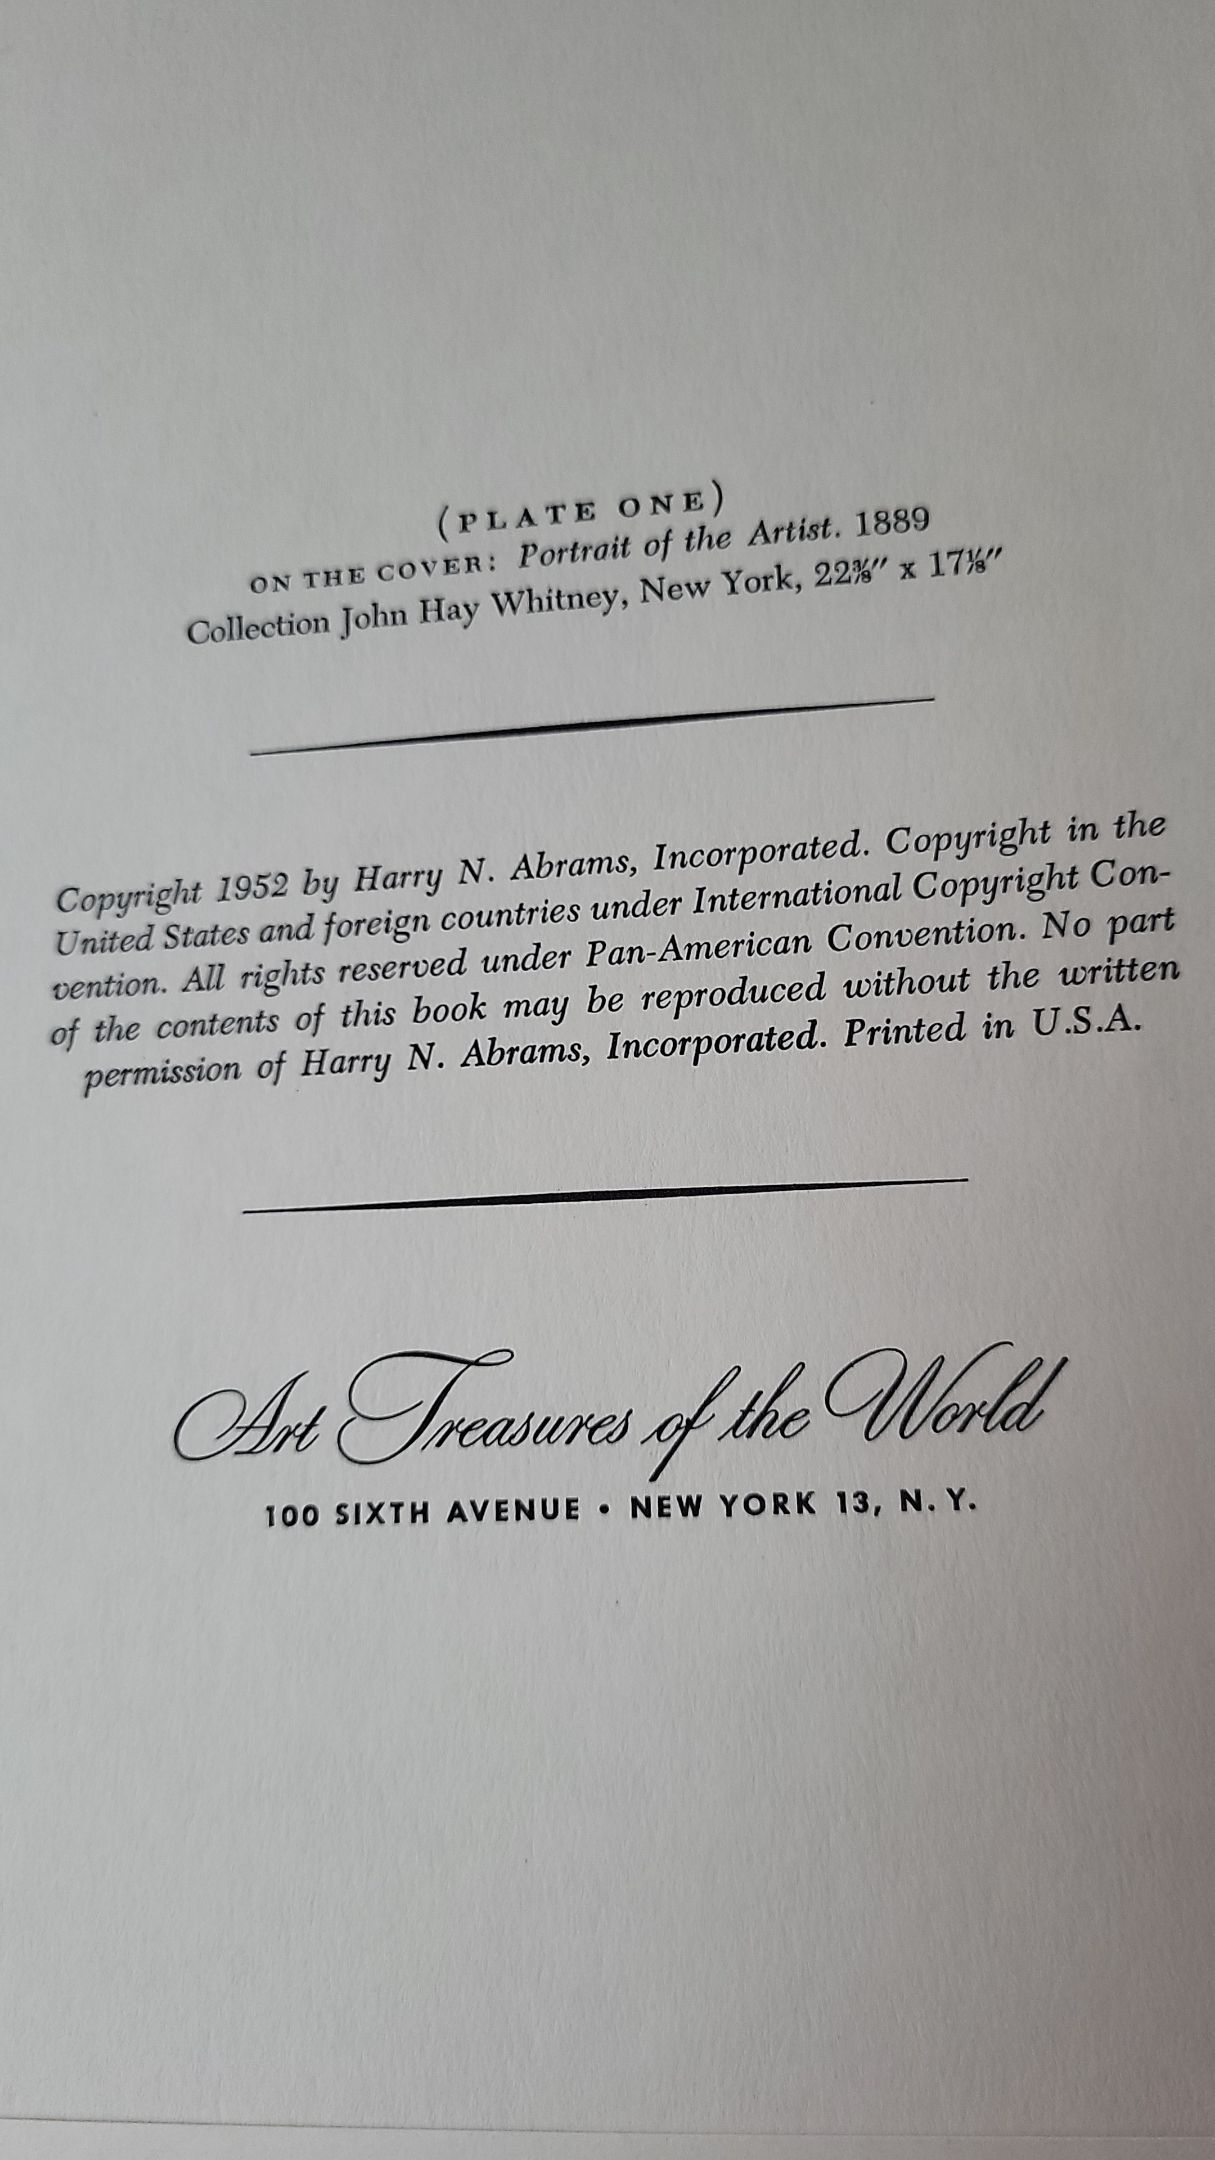 (PLATE ONE)
ON THE COVER: Portrait of the Artist. 1889
Collection John Hay Whitney, New York, 22⅜″ x 17⅛″
Copyright 1952 by Harry N. Abrams, Incorporated. Copyright in the
United States and foreign countries under International Copyright Con-
vention. All rights reserved under Pan-American Convention. No part
of the contents of this book may be reproduced without the written
permission of Harry N. Abrams, Incorporated. Printed in U.S.A.
Art Treasures of the World
100 SIXTH AVENUE • NEW YORK 13, N. Y.